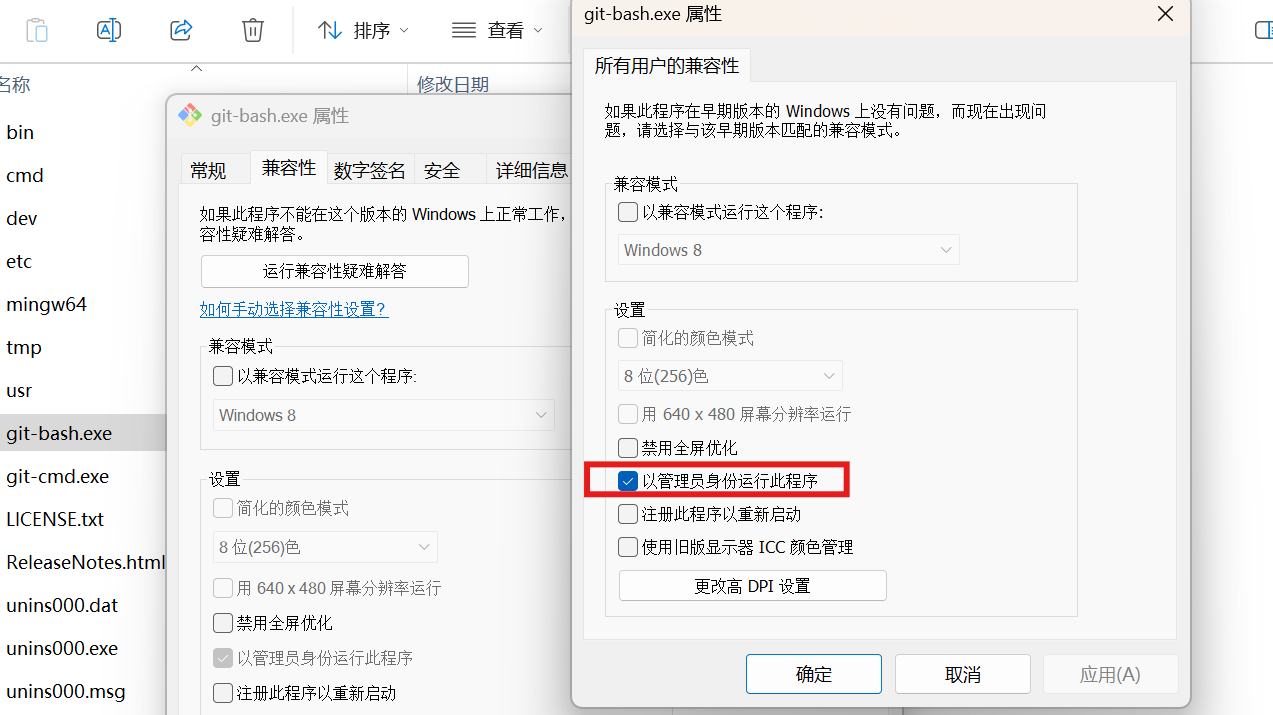 排序
查看
名称
修改日期
bin
cmd
dev
etc
mingw64
tmp
usr
git-bash.exe
git-cmd.exe
LICENSE.txt
ReleaseNotes.html
unins000.dat
unins000.exe
unins000.msg
git-bash.exe 属性
常规
兼容性
数字签名
安全
详细信息
如果此程序不能在这个版本的 Windows 上正常工作，
容性疑难解答。
运行兼容性疑难解答
如何手动选择兼容性设置?
兼容模式
以兼容模式运行这个程序:
Windows 8
设置
简化的颜色模式
8 位(256)色
用 640 x 480 屏幕分辨率运行
禁用全屏优化
以管理员身份运行此程序
注册此程序以重新启动
git-bash.exe 属性
所有用户的兼容性
如果此程序在早期版本的 Windows 上没有问题，而现在出现问
题，请选择与该早期版本匹配的兼容模式。
兼容模式
以兼容模式运行这个程序:
Windows 8
设置
简化的颜色模式
8 位(256)色
用 640 x 480 屏幕分辨率运行
禁用全屏优化
以管理员身份运行此程序
注册此程序以重新启动
使用旧版显示器 ICC 颜色管理
更改高 DPI 设置
确定
取消
应用(A)